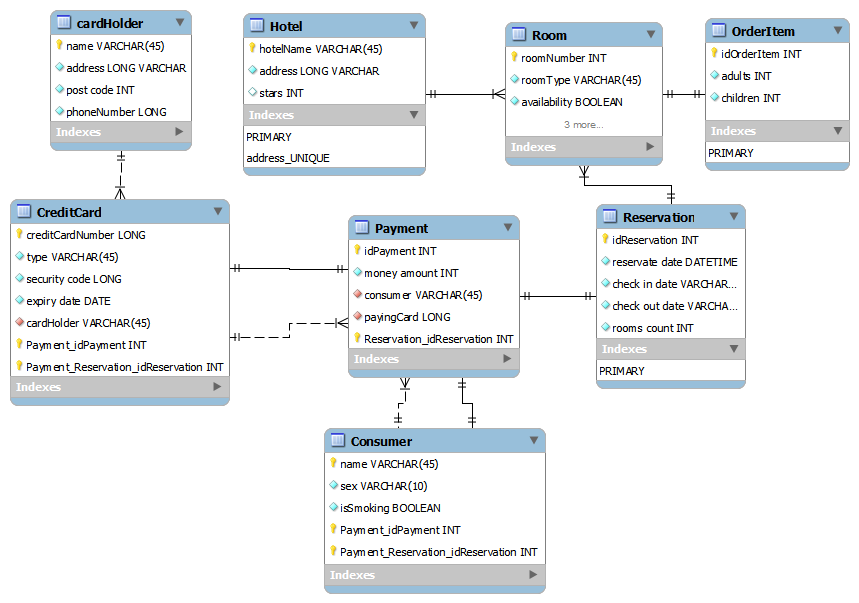 cardHolder
name VARCHAR(45)
address LONG VARCHAR
post code INT
phoneNumber LONG
Indexes
Hotel
hotelName VARCHAR(45)
address LONG VARCHAR
stars INT
Indexes
PRIMARY
address_UNIQUE
Room
roomNumber INT
roomType VARCHAR(45)
availability BOOLEAN
3 more...
Indexes
OrderItem
idOrderItem INT
adults INT
children INT
Indexes
PRIMARY
CreditCard
creditCardNumber LONG
type VARCHAR(45)
security code LONG
expiry date DATE
cardHolder VARCHAR(45)
Payment_idPayment INT
Payment_Reservation_idReservation INT
Indexes
Payment
idPayment INT
money amount INT
consumer VARCHAR(45)
payingCard LONG
Reservation_idReservation INT
Indexes
Reservation
idReservation INT
reservate date DATETIME
check in date VARCHAR...
check out date VARCHA...
rooms count INT
Indexes
PRIMARY
Consumer
name VARCHAR(45)
sex VARCHAR(10)
isSmoking BOOLEAN
Payment_idPayment INT
Payment_Reservation_idReservation INT
Indexes